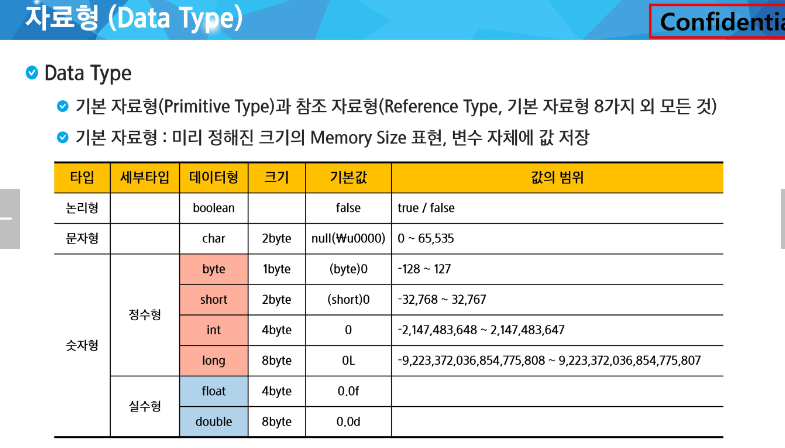 자료형 (Data Type)
Confidentia
Data Type
기본 자료형(Primitive Type)과 참조 자료형(Reference Type, 기본 자료형 8가지 외 모든 것)
기본 자료형 : 미리 정해진 크기의 Memory Size 표현, 변수 자체에 값 저장
타입 세부타입 데이터형 크기 기본값 값의 범위
논리형 boolean false true / false
문자형 char 2byte null(₩u0000) 0 ~ 65,535
숫자형 정수형 byte 1byte (byte)0 -128 ~ 127
short 2byte (short)0 -32,768 ~ 32,767
int 4byte 0 -2,147,483,648 ~ 2,147,483,647
long 8byte 0L -9,223,372,036,854,775,808 ~ 9,223,372,036,854,775,807
실수형 float 4byte 0.0f
double 8byte 0.0d